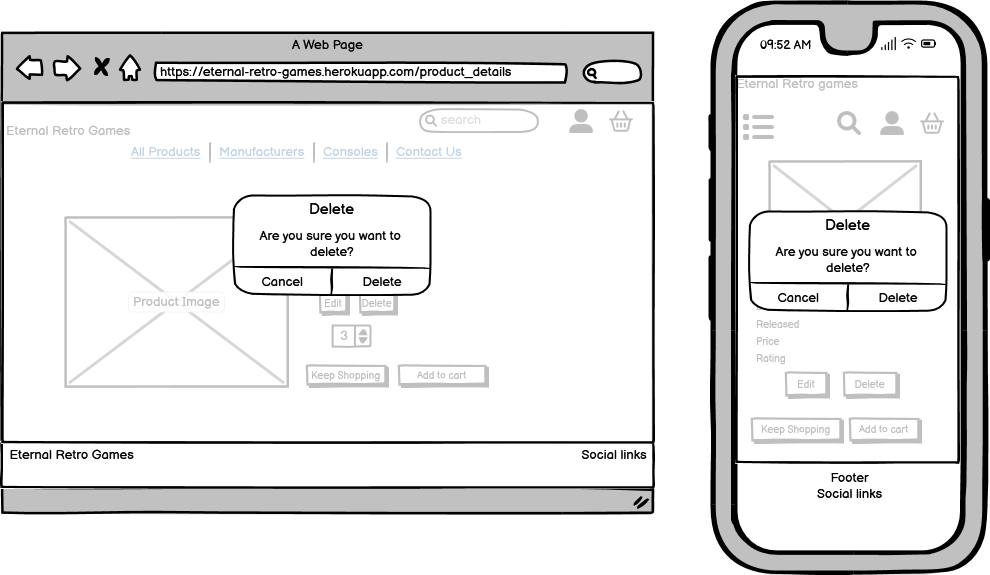 A Web Page
https://eternal-retro-games.herokuapp.com/product_details
search
Eternal Retro Games
All Products | Manufacturers | Consoles | Contact Us
Delete
Are you sure you want to
delete?
Cancel
Delete
Product Image
Edit
Delete
3
Keep Shopping
Add to cart
Eternal Retro Games
Social links
09:52 AM
Eternal Retro games
Delete
Are you sure you want to
delete?
Cancel
Delete
Released
Price
Rating
Edit
Delete
Keep Shopping
Add to cart
Footer
Social links